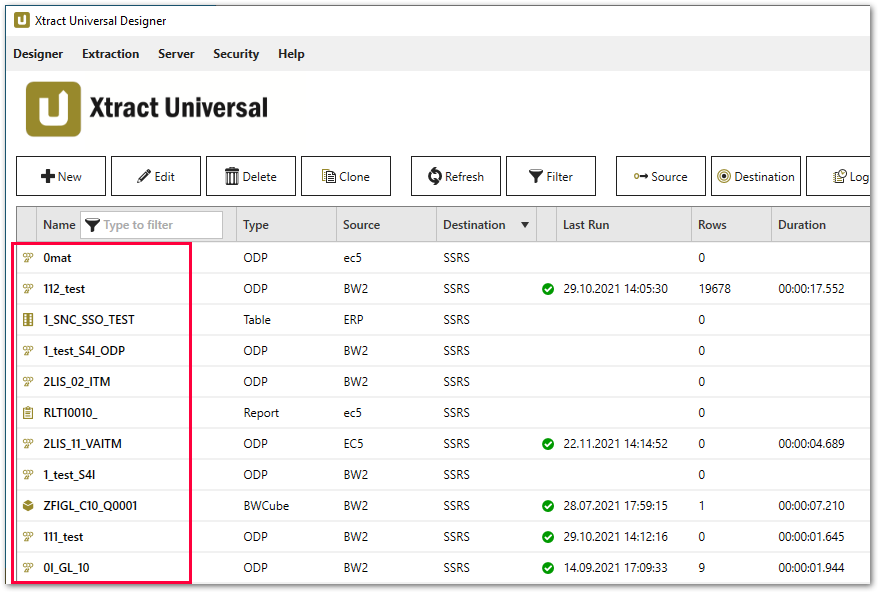 Xtract Universal Designer
Designer Extraction Server Security Help
Xtract Universal
New Edit Delete Clone Refresh Filter Source Destination Log
Name Type to filter Type Source Destination Last Run Rows Duration
0mat ODP ec5 SSRS 0
112_test ODP BW2 SSRS 29.10.2021 14:05:30 19678 00:00:17.552
1_SNC_SSO_TEST Table ERP SSRS 0
1_test_S4I_ODP ODP BW2 SSRS 0
2LIS_02_ITM ODP BW2 SSRS 0
RLT10010_ Report ec5 SSRS 0
2LIS_11_VAITM ODP EC5 SSRS 22.11.2021 14:14:52 0 00:00:04.689
1_test_S4I ODP BW2 SSRS 0
ZFIGL_C10_Q0001 BWCube BW2 SSRS 28.07.2021 17:59:15 1 00:00:07.210
111_test ODP BW2 SSRS 29.10.2021 14:12:16 0 00:00:01.645
0I_GL_10 ODP BW2 SSRS 14.09.2021 17:09:33 9 00:00:01.944